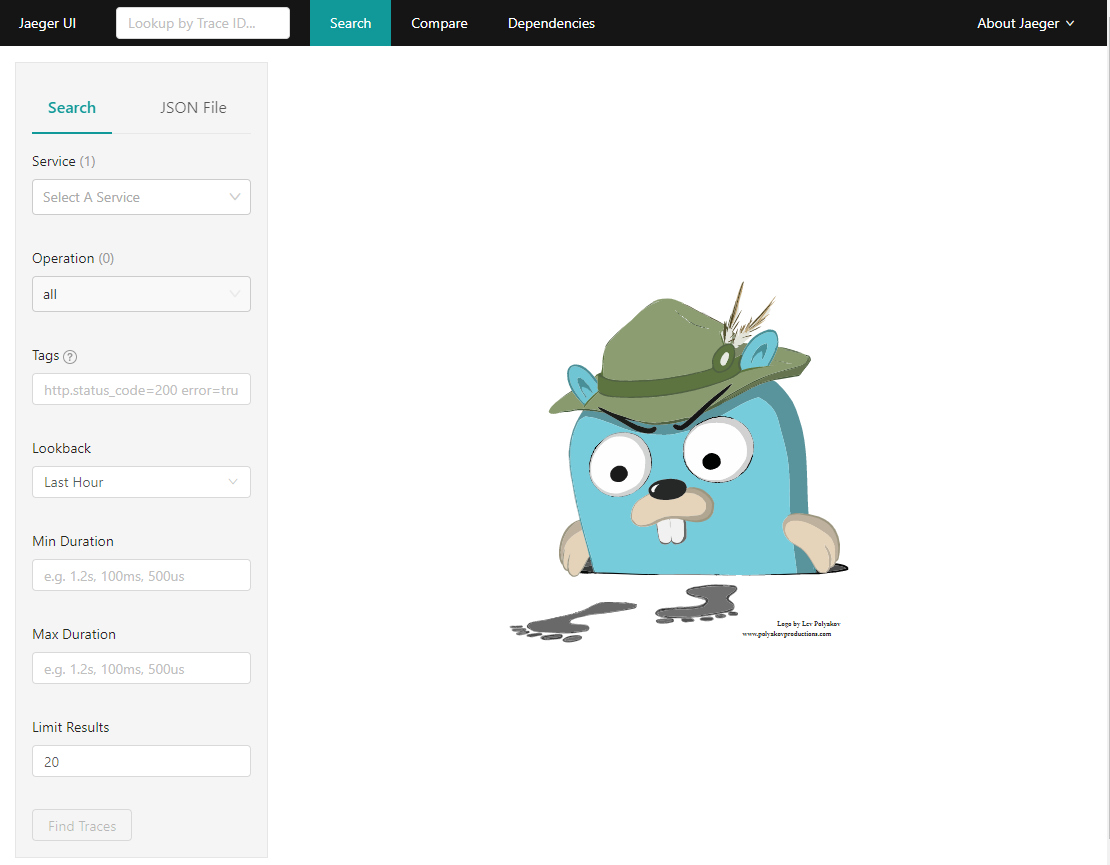 Jaeger UI
Lookup by Trace ID...
Search
Compare
Dependencies
About Jaeger
Search
JSON File
Service (1)
Select A Service
Operation (0)
all
Tags
http.status_code=200 error=tru
Lookback
Last Hour
Min Duration
e.g. 1.2s, 100ms, 500us
Max Duration
e.g. 1.2s, 100ms, 500us
Limit Results
20
Find Traces
Logo by Lev Polyakov
www.polyakovproductions.com